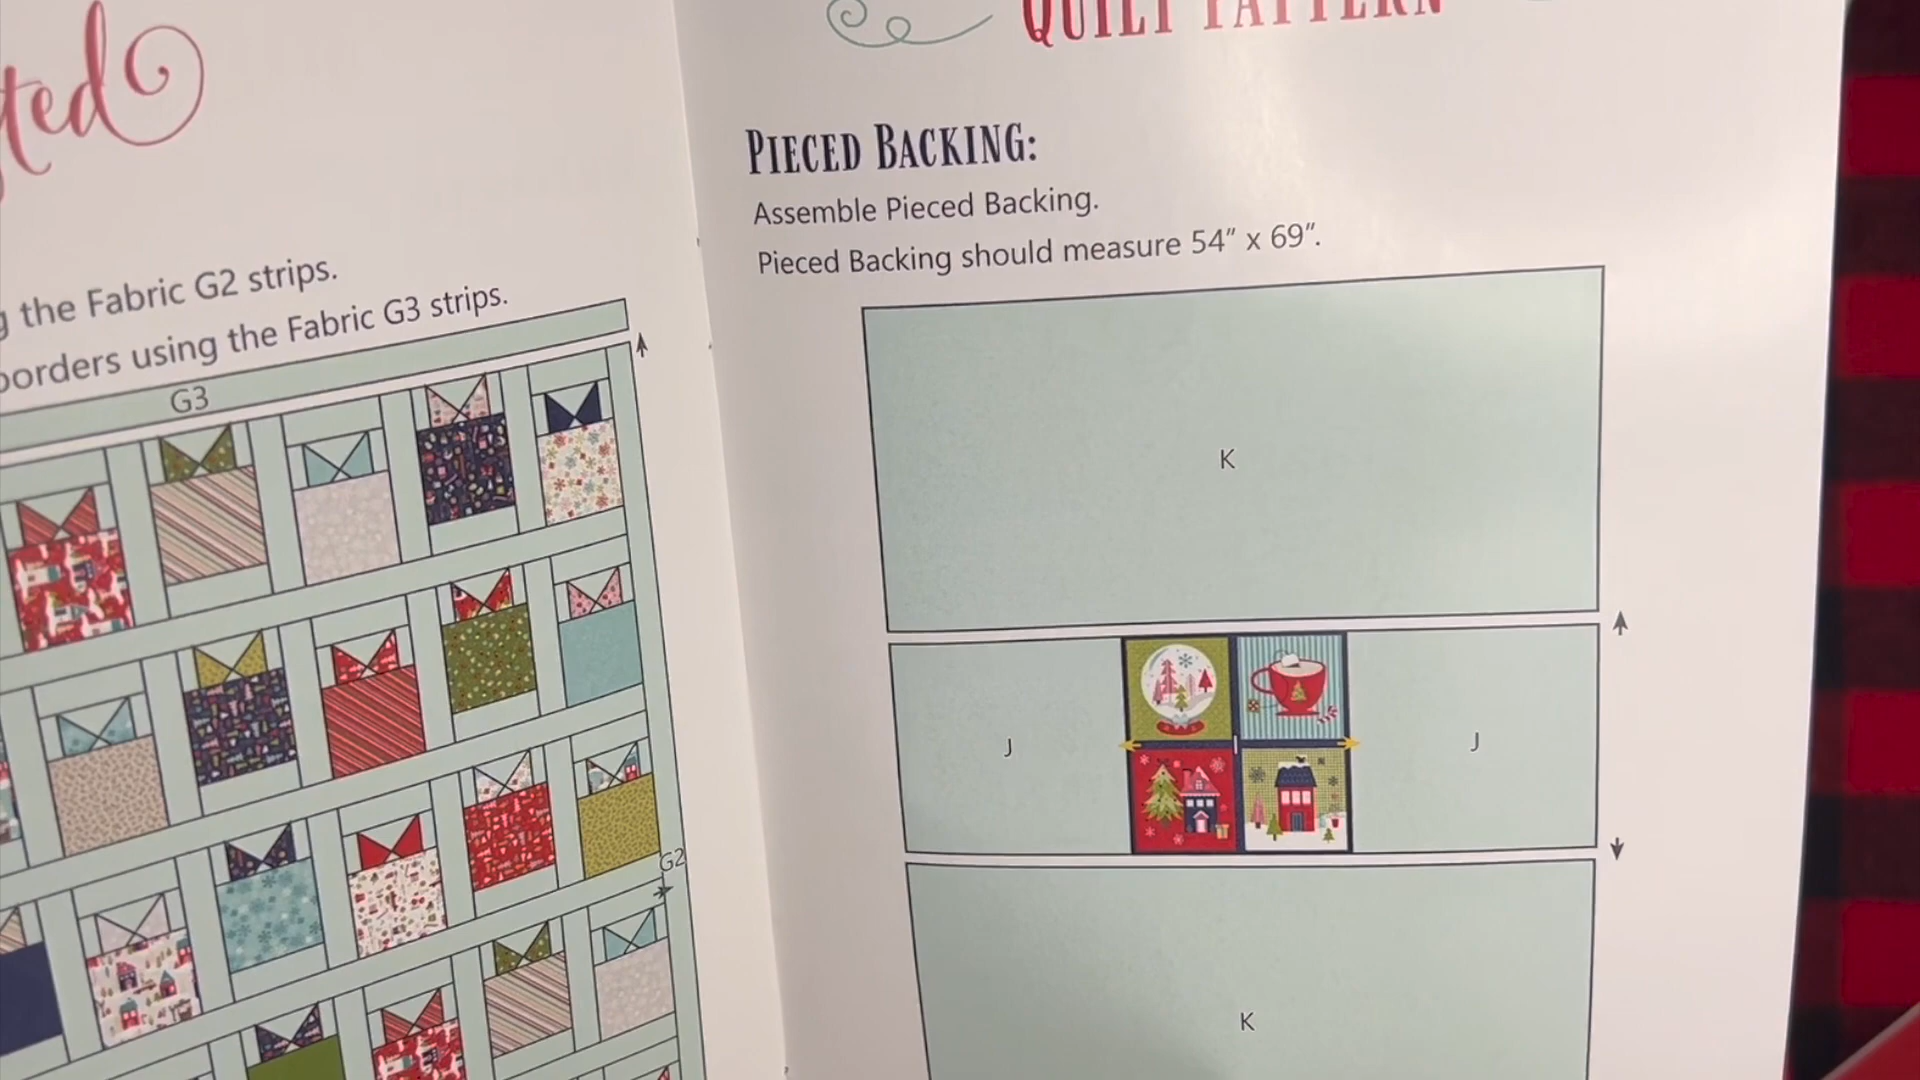 ted
g the Fabric G2 strips.
borders using the Fabric G3 strips.
G3
G2
QUILT PATTERN
PIECED BACKING:
Assemble Pieced Backing.
Pieced Backing should measure 54" x 69".
K
J
J
K